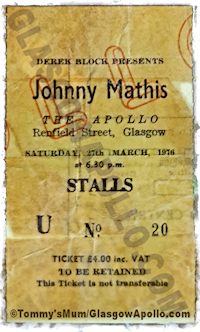 DEREK BLOCK PRESENTS
Johnny Mathis
THE APOLLO
Renfield Street, Glasgow
SATURDAY, 27th MARCH, 1976
at 6.30 p.m.
STALLS
U No. 20
TICKET £4.00 inc. VAT
TO BE RETAINED
This Ticket is not transferable
©Tommy'sMum/GlasgowApollo.com